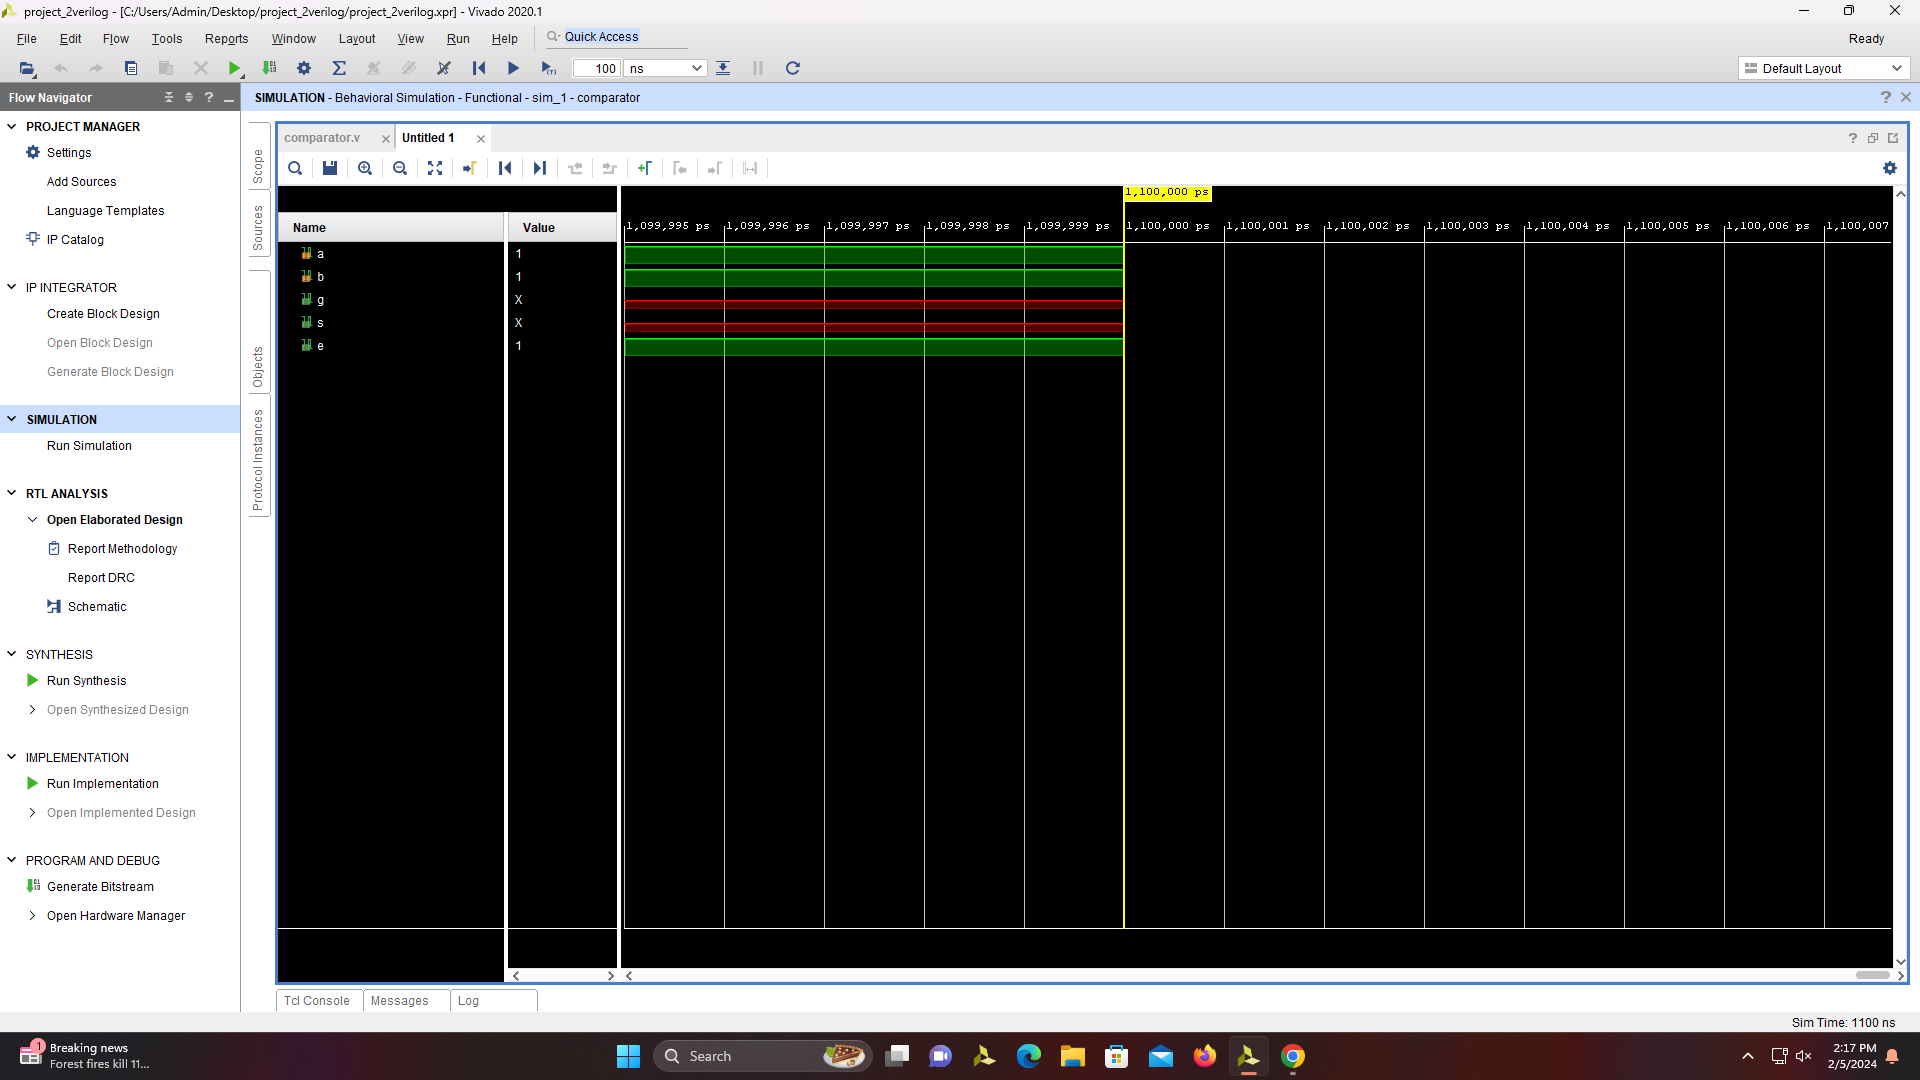 project_2verilog - [C:/Users/Admin/Desktop/project_2verilog/project_2verilog.xpr] - Vivado 2020.1
File Edit Flow Tools Reports Window Layout View Run Help
Quick Access
Ready
100 ns
Default Layout
Flow Navigator
SIMULATION - Behavioral Simulation - Functional - sim_1 - comparator
PROJECT MANAGER
Settings
Add Sources
Language Templates
IP Catalog
IP INTEGRATOR
Create Block Design
Open Block Design
Generate Block Design
SIMULATION
Run Simulation
RTL ANALYSIS
Open Elaborated Design
Report Methodology
Report DRC
Schematic
SYNTHESIS
Run Synthesis
Open Synthesized Design
IMPLEMENTATION
Run Implementation
Open Implemented Design
PROGRAM AND DEBUG
Generate Bitstream
Open Hardware Manager
Scope
Sources
Objects
Protocol Instances
comparator.v
Untitled 1
1,100,000 ps
Name Value
1,099,995 ps 1,099,996 ps 1,099,997 ps 1,099,998 ps 1,099,999 ps 1,100,000 ps 1,100,001 ps 1,100,002 ps 1,100,003 ps 1,100,004 ps 1,100,005 ps 1,100,006 ps 1,100,007
a 1
b 1
g X
s X
e 1
Tcl Console Messages Log
Sim Time: 1100 ns
1
Breaking news
Forest fires kill 11...
Search
2:17 PM
2/5/2024